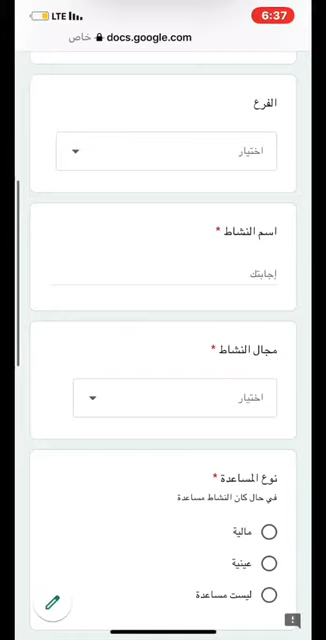 LTE
6:37
docs.google.com
خاص
الفرع
اختيار
اسم النشاط *
إجابتك
مجال النشاط *
اختيار
نوع المساعدة *
في حال كان النشاط مساعدة
مالية
عينية
ليست مساعدة